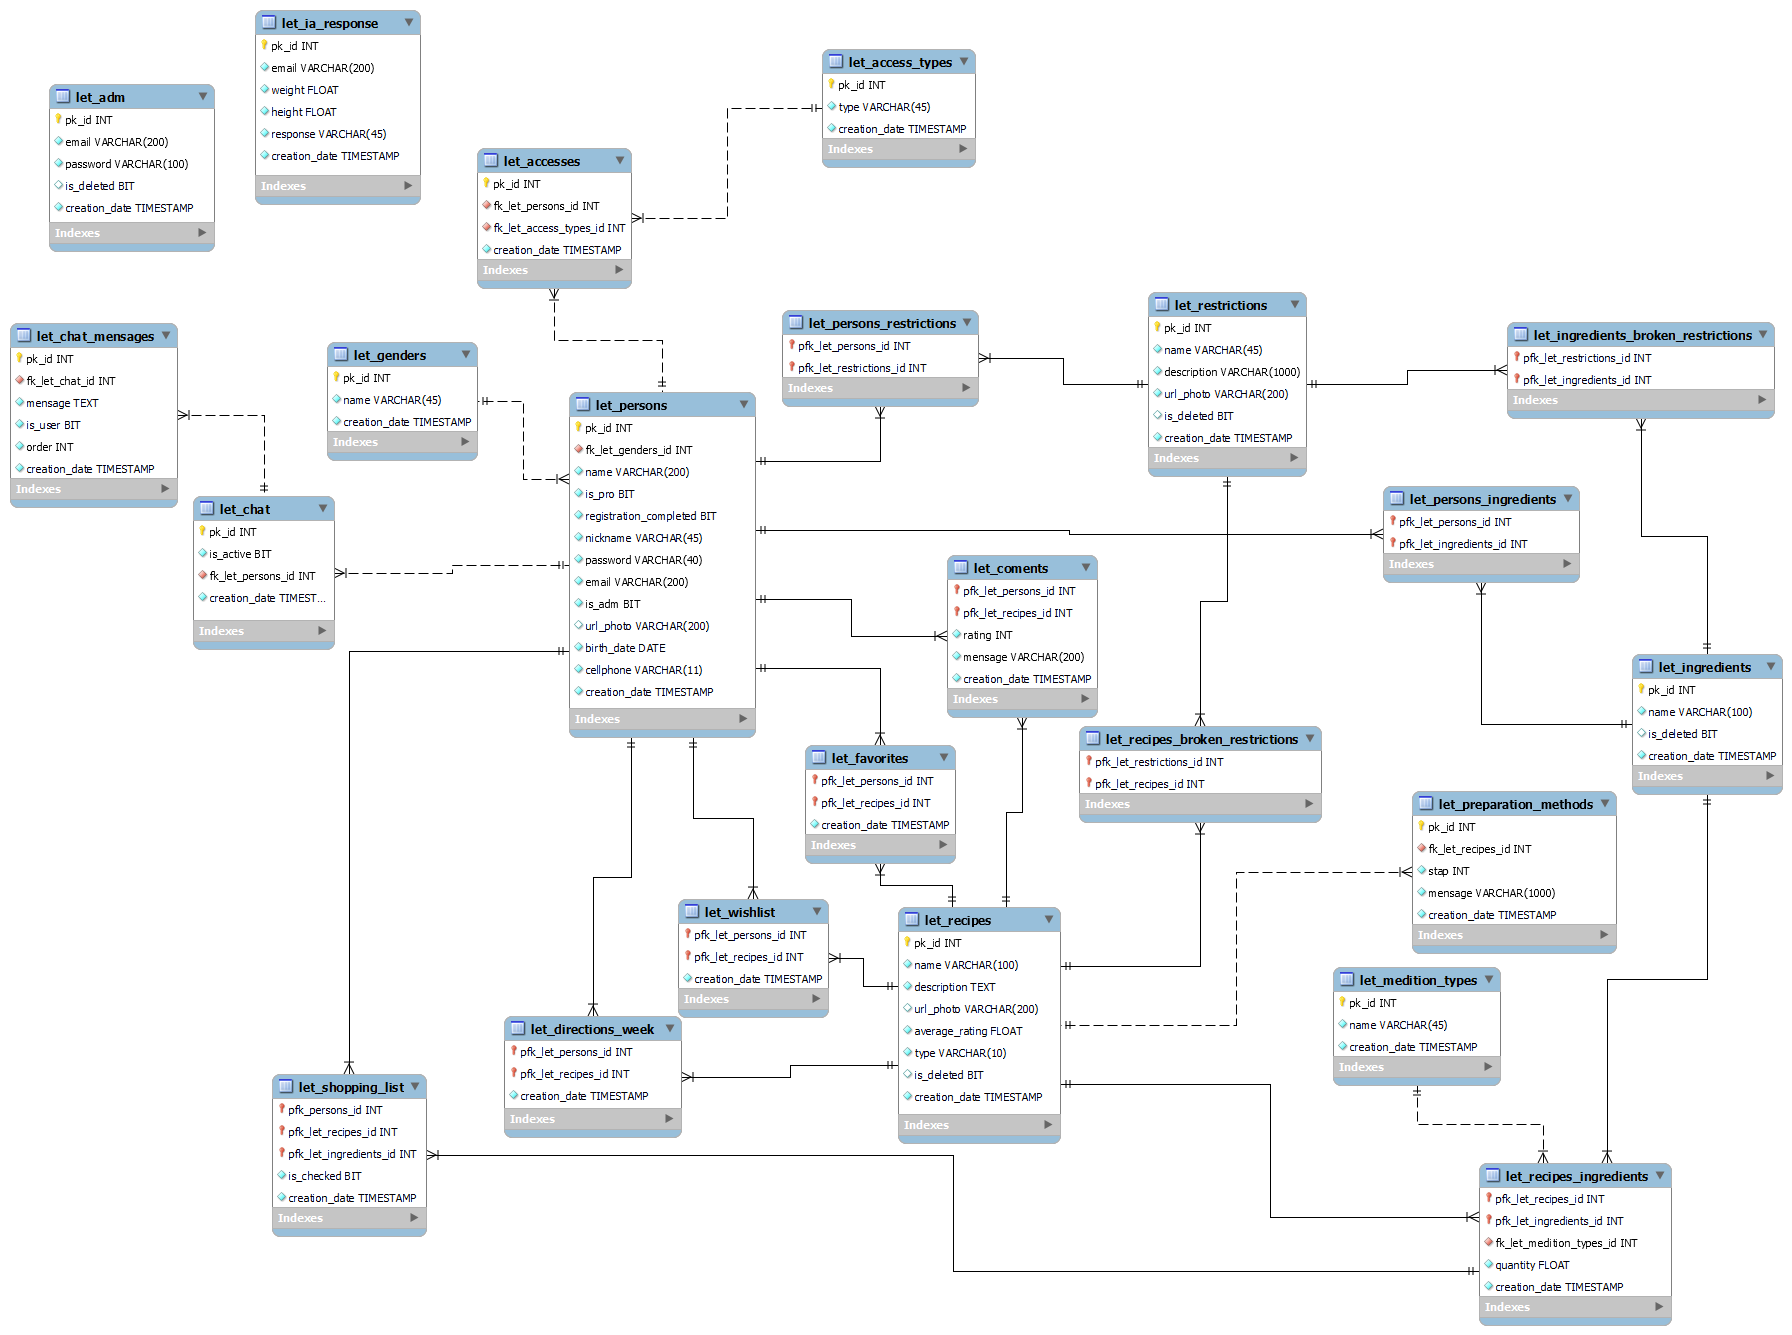 let_ia_response
pk_id INT
email VARCHAR(200)
weight FLOAT
height FLOAT
response VARCHAR(45)
creation_date TIMESTAMP
Indexes
let_adm
pk_id INT
email VARCHAR(200)
password VARCHAR(100)
is_deleted BIT
creation_date TIMESTAMP
Indexes
let_access_types
pk_id INT
type VARCHAR(45)
creation_date TIMESTAMP
Indexes
let_accesses
pk_id INT
fk_let_persons_id INT
fk_let_access_types_id INT
creation_date TIMESTAMP
Indexes
let_chat_mensages
pk_id INT
fk_let_chat_id INT
mensage TEXT
is_user BIT
order INT
creation_date TIMESTAMP
Indexes
let_genders
pk_id INT
name VARCHAR(45)
creation_date TIMESTAMP
Indexes
let_persons_restrictions
pfk_let_persons_id INT
pfk_let_restrictions_id INT
Indexes
let_restrictions
pk_id INT
name VARCHAR(45)
description VARCHAR(1000)
url_photo VARCHAR(200)
is_deleted BIT
creation_date TIMESTAMP
Indexes
let_ingredients_broken_restrictions
pfk_let_restrictions_id INT
pfk_let_ingredients_id INT
Indexes
let_persons
pk_id INT
fk_let_genders_id INT
name VARCHAR(200)
is_pro BIT
registration_completed BIT
nickname VARCHAR(45)
password VARCHAR(40)
email VARCHAR(200)
is_adm BIT
url_photo VARCHAR(200)
birth_date DATE
cellphone VARCHAR(11)
creation_date TIMESTAMP
Indexes
let_chat
pk_id INT
is_active BIT
fk_let_persons_id INT
creation_date TIMEST...
Indexes
let_persons_ingredients
pfk_let_persons_id INT
pfk_let_ingredients_id INT
Indexes
let_coments
pfk_let_persons_id INT
pfk_let_recipes_id INT
rating INT
mensage VARCHAR(200)
creation_date TIMESTAMP
Indexes
let_ingredients
pk_id INT
name VARCHAR(100)
is_deleted BIT
creation_date TIMESTAMP
Indexes
let_recipes_broken_restrictions
pfk_let_restrictions_id INT
pfk_let_recipes_id INT
Indexes
let_favorites
pfk_let_persons_id INT
pfk_let_recipes_id INT
creation_date TIMESTAMP
Indexes
let_preparation_methods
pk_id INT
fk_let_recipes_id INT
stap INT
mensage VARCHAR(1000)
creation_date TIMESTAMP
Indexes
let_wishlist
pfk_let_persons_id INT
pfk_let_recipes_id INT
creation_date TIMESTAMP
Indexes
let_recipes
pk_id INT
name VARCHAR(100)
description TEXT
url_photo VARCHAR(200)
average_rating FLOAT
type VARCHAR(10)
is_deleted BIT
creation_date TIMESTAMP
Indexes
let_medition_types
pk_id INT
name VARCHAR(45)
creation_date TIMESTAMP
Indexes
let_directions_week
pfk_let_persons_id INT
pfk_let_recipes_id INT
creation_date TIMESTAMP
Indexes
let_shopping_list
pfk_persons_id INT
pfk_let_recipes_id INT
pfk_let_ingredients_id INT
is_checked BIT
creation_date TIMESTAMP
Indexes
let_recipes_ingredients
pfk_let_recipes_id INT
pfk_let_ingredients_id INT
fk_let_medition_types_id INT
quantity FLOAT
creation_date TIMESTAMP
Indexes